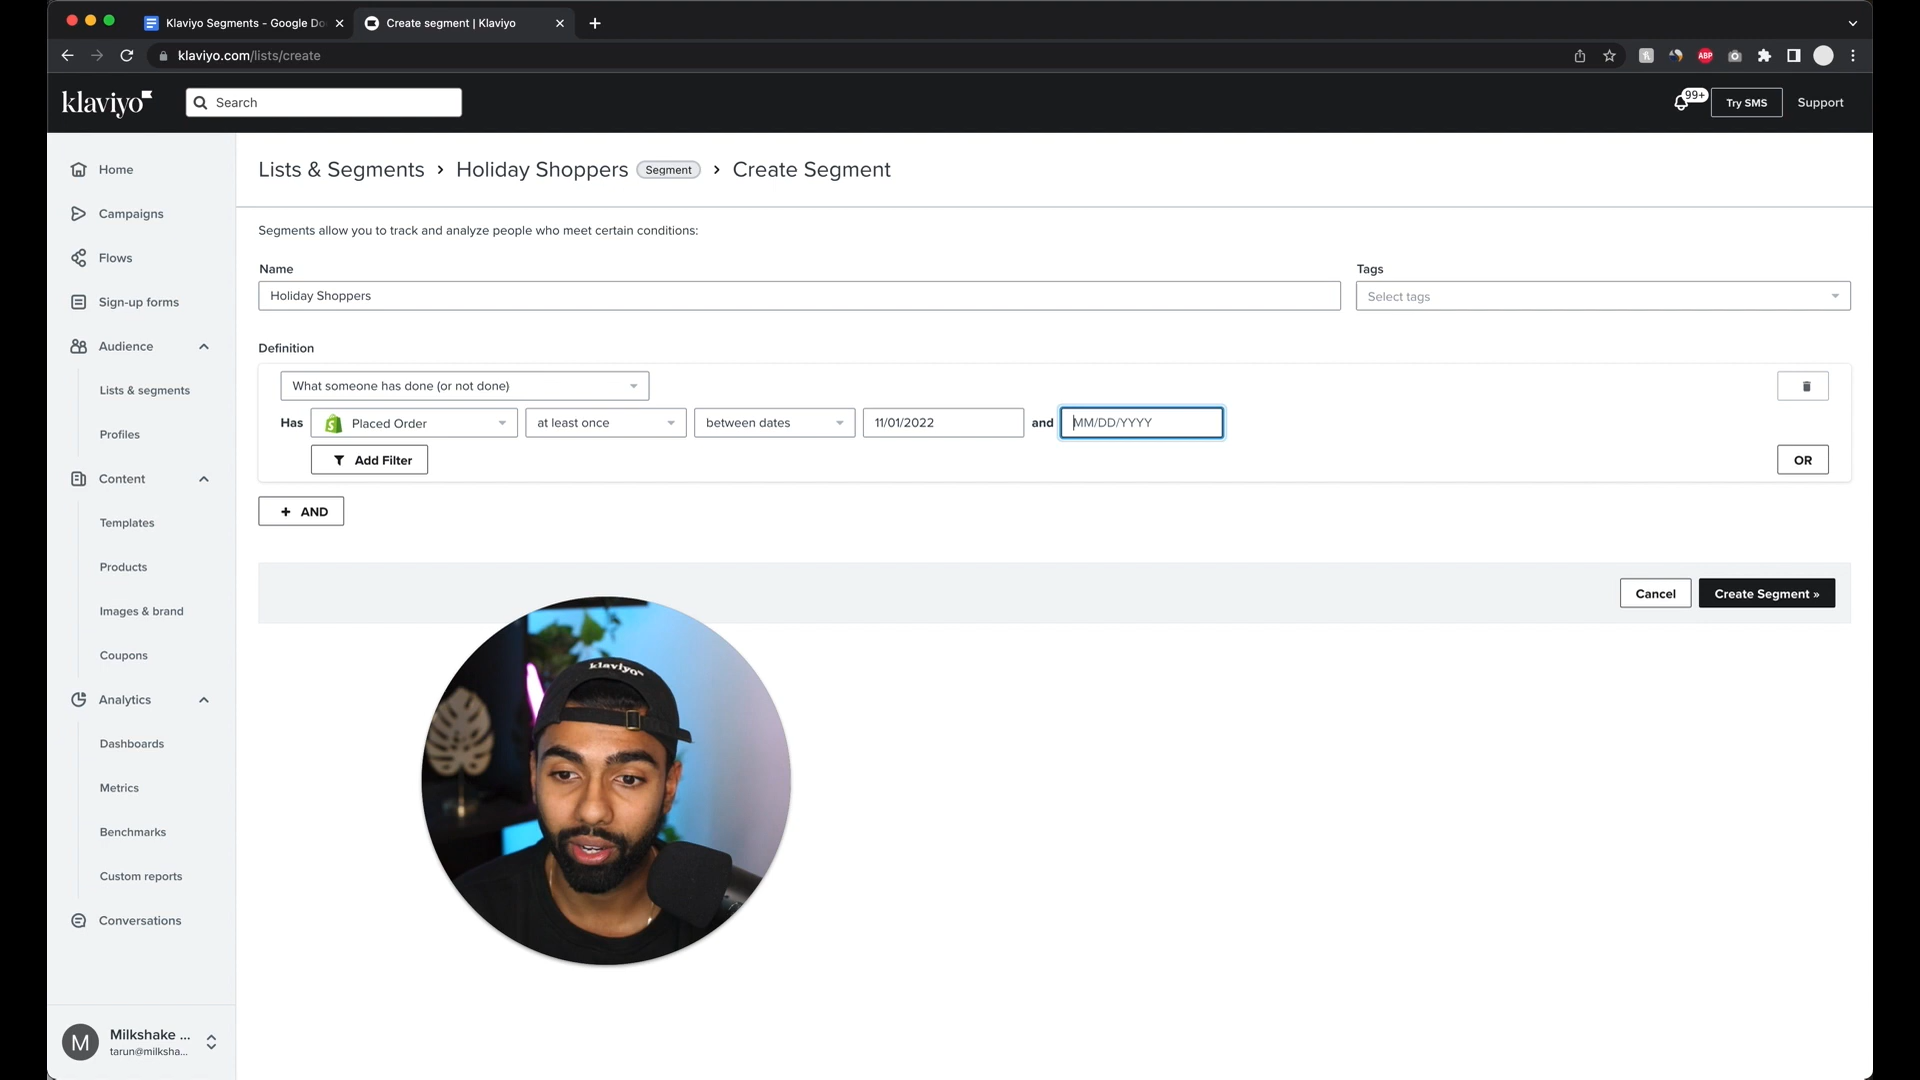 Klaviyo Segments - Google Do
Create segment | Klaviyo
klaviyo.com/lists/create
ABP
klaviyo
Search
99+
Try SMS
Support
Home
Campaigns
Flows
Sign-up forms
Audience
Lists & segments
Profiles
Content
Templates
Products
Images & brand
Coupons
Analytics
Dashboards
Metrics
Benchmarks
Custom reports
Conversations
M
Milkshake ...
tarun@milksha...
Lists & Segments › Holiday Shoppers Segment › Create Segment
Segments allow you to track and analyze people who meet certain conditions:
Name
Tags
Holiday Shoppers
Select tags
Definition
What someone has done (or not done)
Has Placed Order at least once between dates 11/01/2022 and MM/DD/YYYY
Add Filter
OR
+ AND
Cancel
Create Segment »
klaviyo